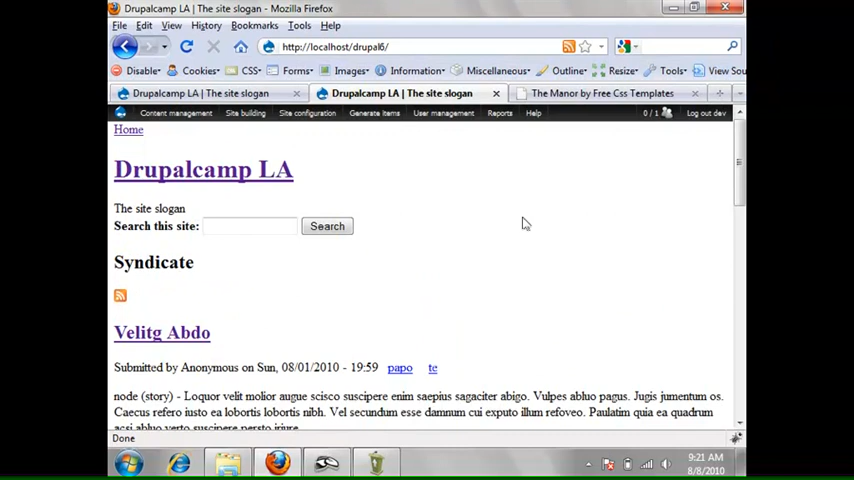 Drupalcamp LA | The site slogan - Mozilla Firefox
File Edit View History Bookmarks Tools Help
http://localhost/drupal6/
Disable Cookies CSS Forms Images Information Miscellaneous Outline Resize Tools View Sou
Drupalcamp LA | The site slogan Drupalcamp LA | The site slogan The Manor by Free Css Templates
Content management Site building Site configuration Generate items User management Reports Help 0 / 1 Log out dev
Home
Drupalcamp LA
The site slogan
Search this site: Search
Syndicate
Velitg Abdo
Submitted by Anonymous on Sun, 08/01/2010 - 19:59 papo te
node (story) - Loquor velit molior augue scisco suscipere enim saepius sagaciter abigo. Vulpes abluo pagus. Jugis jumentum os.
Caecus refero iusto ea lobortis lobortis nibh. Vel secundum esse damnum cui exputo illum refoveo. Paulatim quia ea quadrum
acsi abluo verto suscipere persto iriure
Done
9:21 AM
8/8/2010